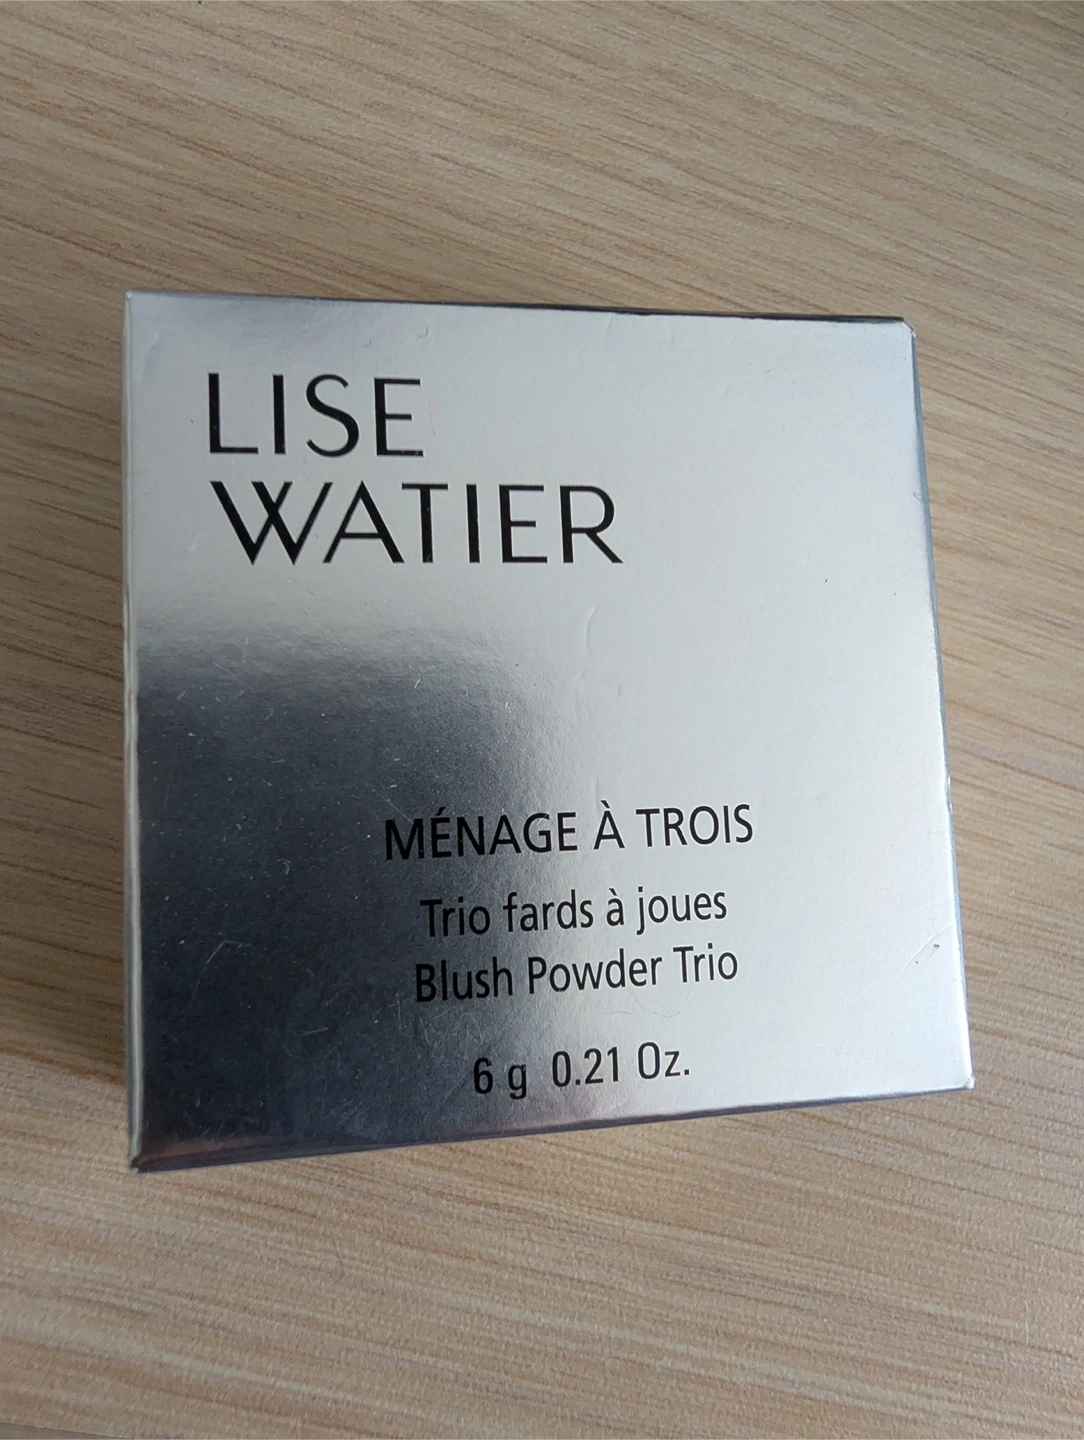 LISE
WATIER
MÉNAGE À TROIS
Trio fards à joues
Blush Powder Trio
6 g 0.21 Oz.